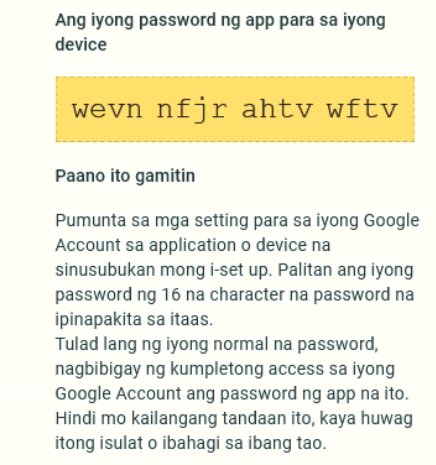 Ang iyong password ng app para sa iyong
device
wevn nfjr ahtv wftv
Paano ito gamitin
Pumunta sa mga setting para sa iyong Google
Account sa application o device na
sinusubukan mong i-set up. Palitan ang iyong
password ng 16 na character na password na
ipinapakita sa itaas.
Tulad lang ng iyong normal na password,
nagbibigay ng kumpletong access sa iyong
Google Account ang password ng app na ito.
Hindi mo kailangang tandaan ito, kaya huwag
itong isulat o ibahagi sa ibang tao.